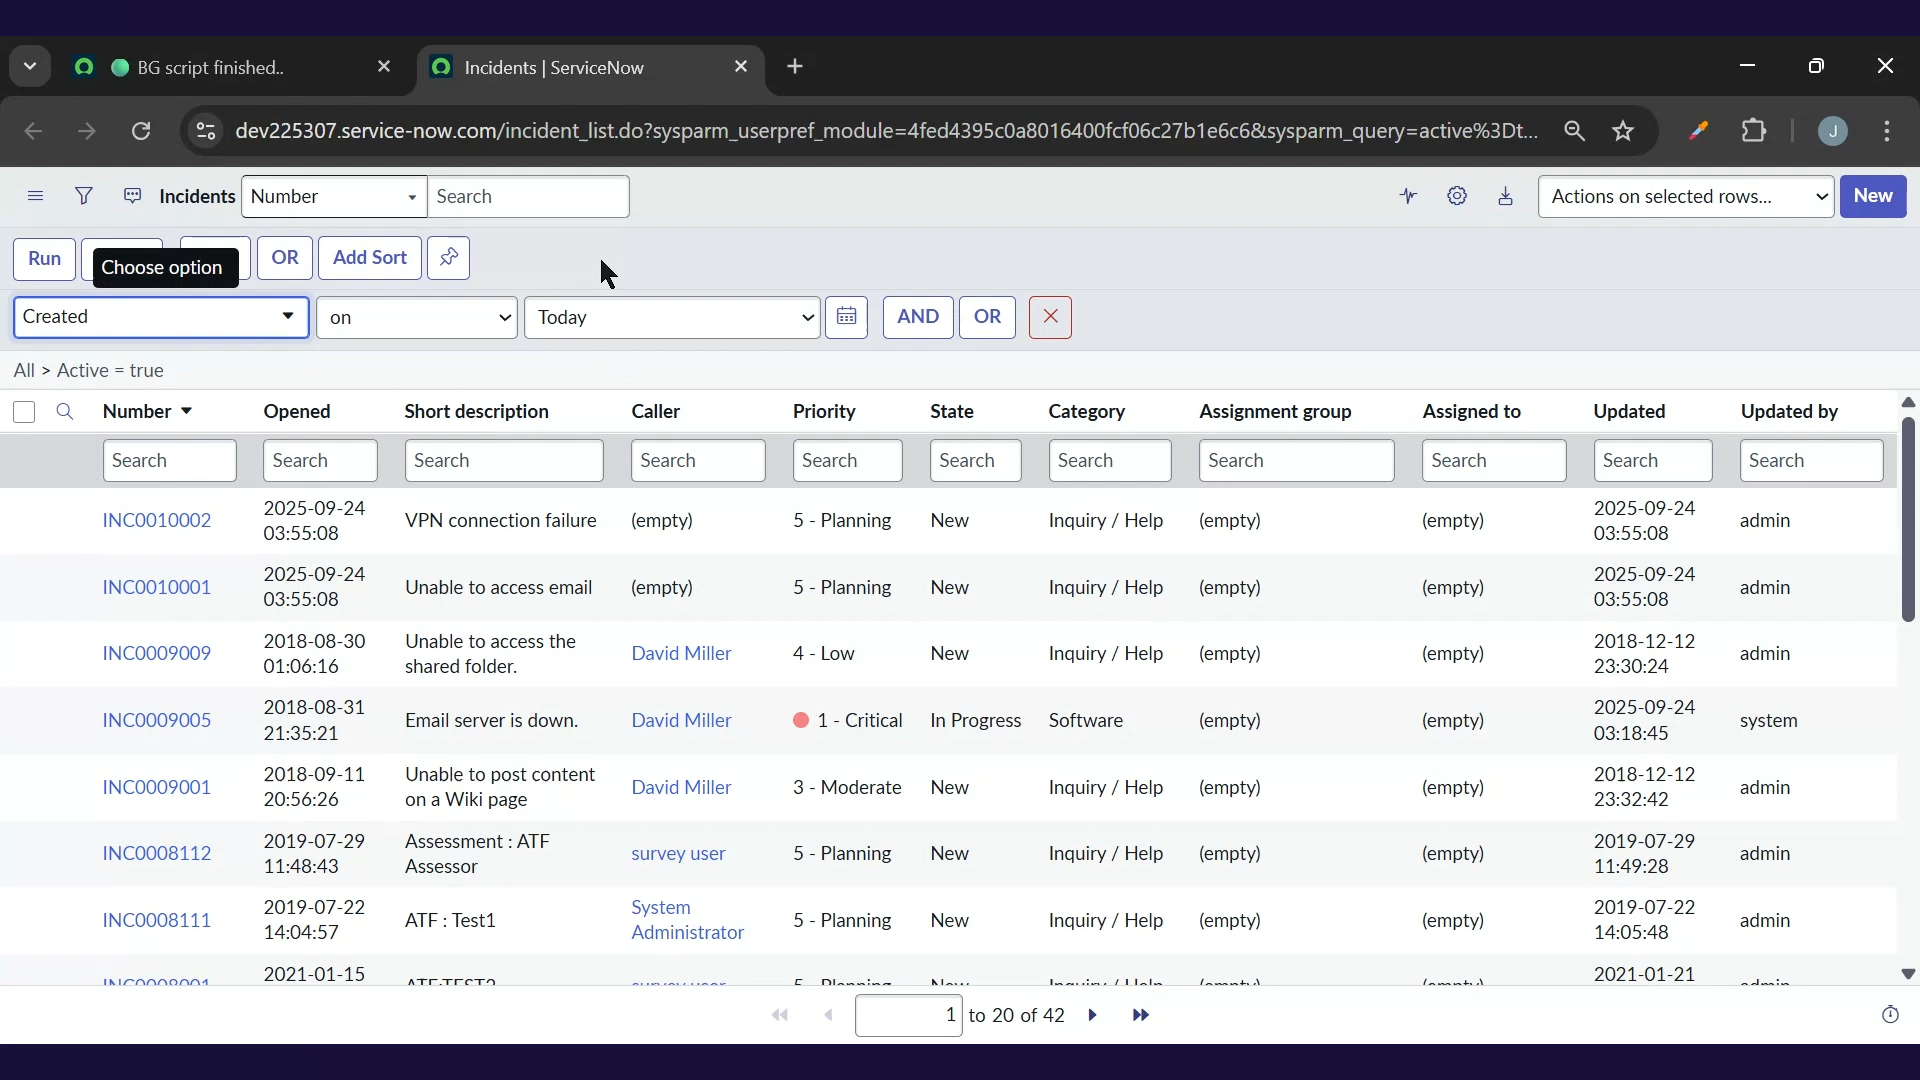 BG script finished..
Incidents | ServiceNow
dev225307.service-now.com/incident_list.do?sysparm_userpref_module=4fed4395c0a8016400fcf06c27b1e6c6&sysparm_query=active%3Dt...
J
Incidents
Number
Search
Actions on selected rows...
New
Run
Choose option
OR
Add Sort
Created
on
Today
AND
OR
All > Active = true
Number Opened Short description Caller Priority State Category Assignment group Assigned to Updated Updated by
Search Search Search Search Search Search Search Search Search Search Search
INC0010002 2025-09-24 03:55:08 VPN connection failure (empty) 5 - Planning New Inquiry / Help (empty) (empty) 2025-09-24 03:55:08 admin
INC0010001 2025-09-24 03:55:08 Unable to access email (empty) 5 - Planning New Inquiry / Help (empty) (empty) 2025-09-24 03:55:08 admin
INC0009009 2018-08-30 01:06:16 Unable to access the shared folder. David Miller 4 - Low New Inquiry / Help (empty) (empty) 2018-12-12 23:30:24 admin
INC0009005 2018-08-31 21:35:21 Email server is down. David Miller 1 - Critical In Progress Software (empty) (empty) 2025-09-24 03:18:45 system
INC0009001 2018-09-11 20:56:26 Unable to post content on a Wiki page David Miller 3 - Moderate New Inquiry / Help (empty) (empty) 2018-12-12 23:32:42 admin
INC0008112 2019-07-29 11:48:43 Assessment : ATF Assessor survey user 5 - Planning New Inquiry / Help (empty) (empty) 2019-07-29 11:49:28 admin
INC0008111 2019-07-22 14:04:57 ATF : Test1 System Administrator 5 - Planning New Inquiry / Help (empty) (empty) 2019-07-22 14:05:48 admin
INC0008001 2021-01-15 ATF:TEST2 survey user 5 - Planning New Inquiry / Help (empty) (empty) 2021-01-21 admin
1 to 20 of 42